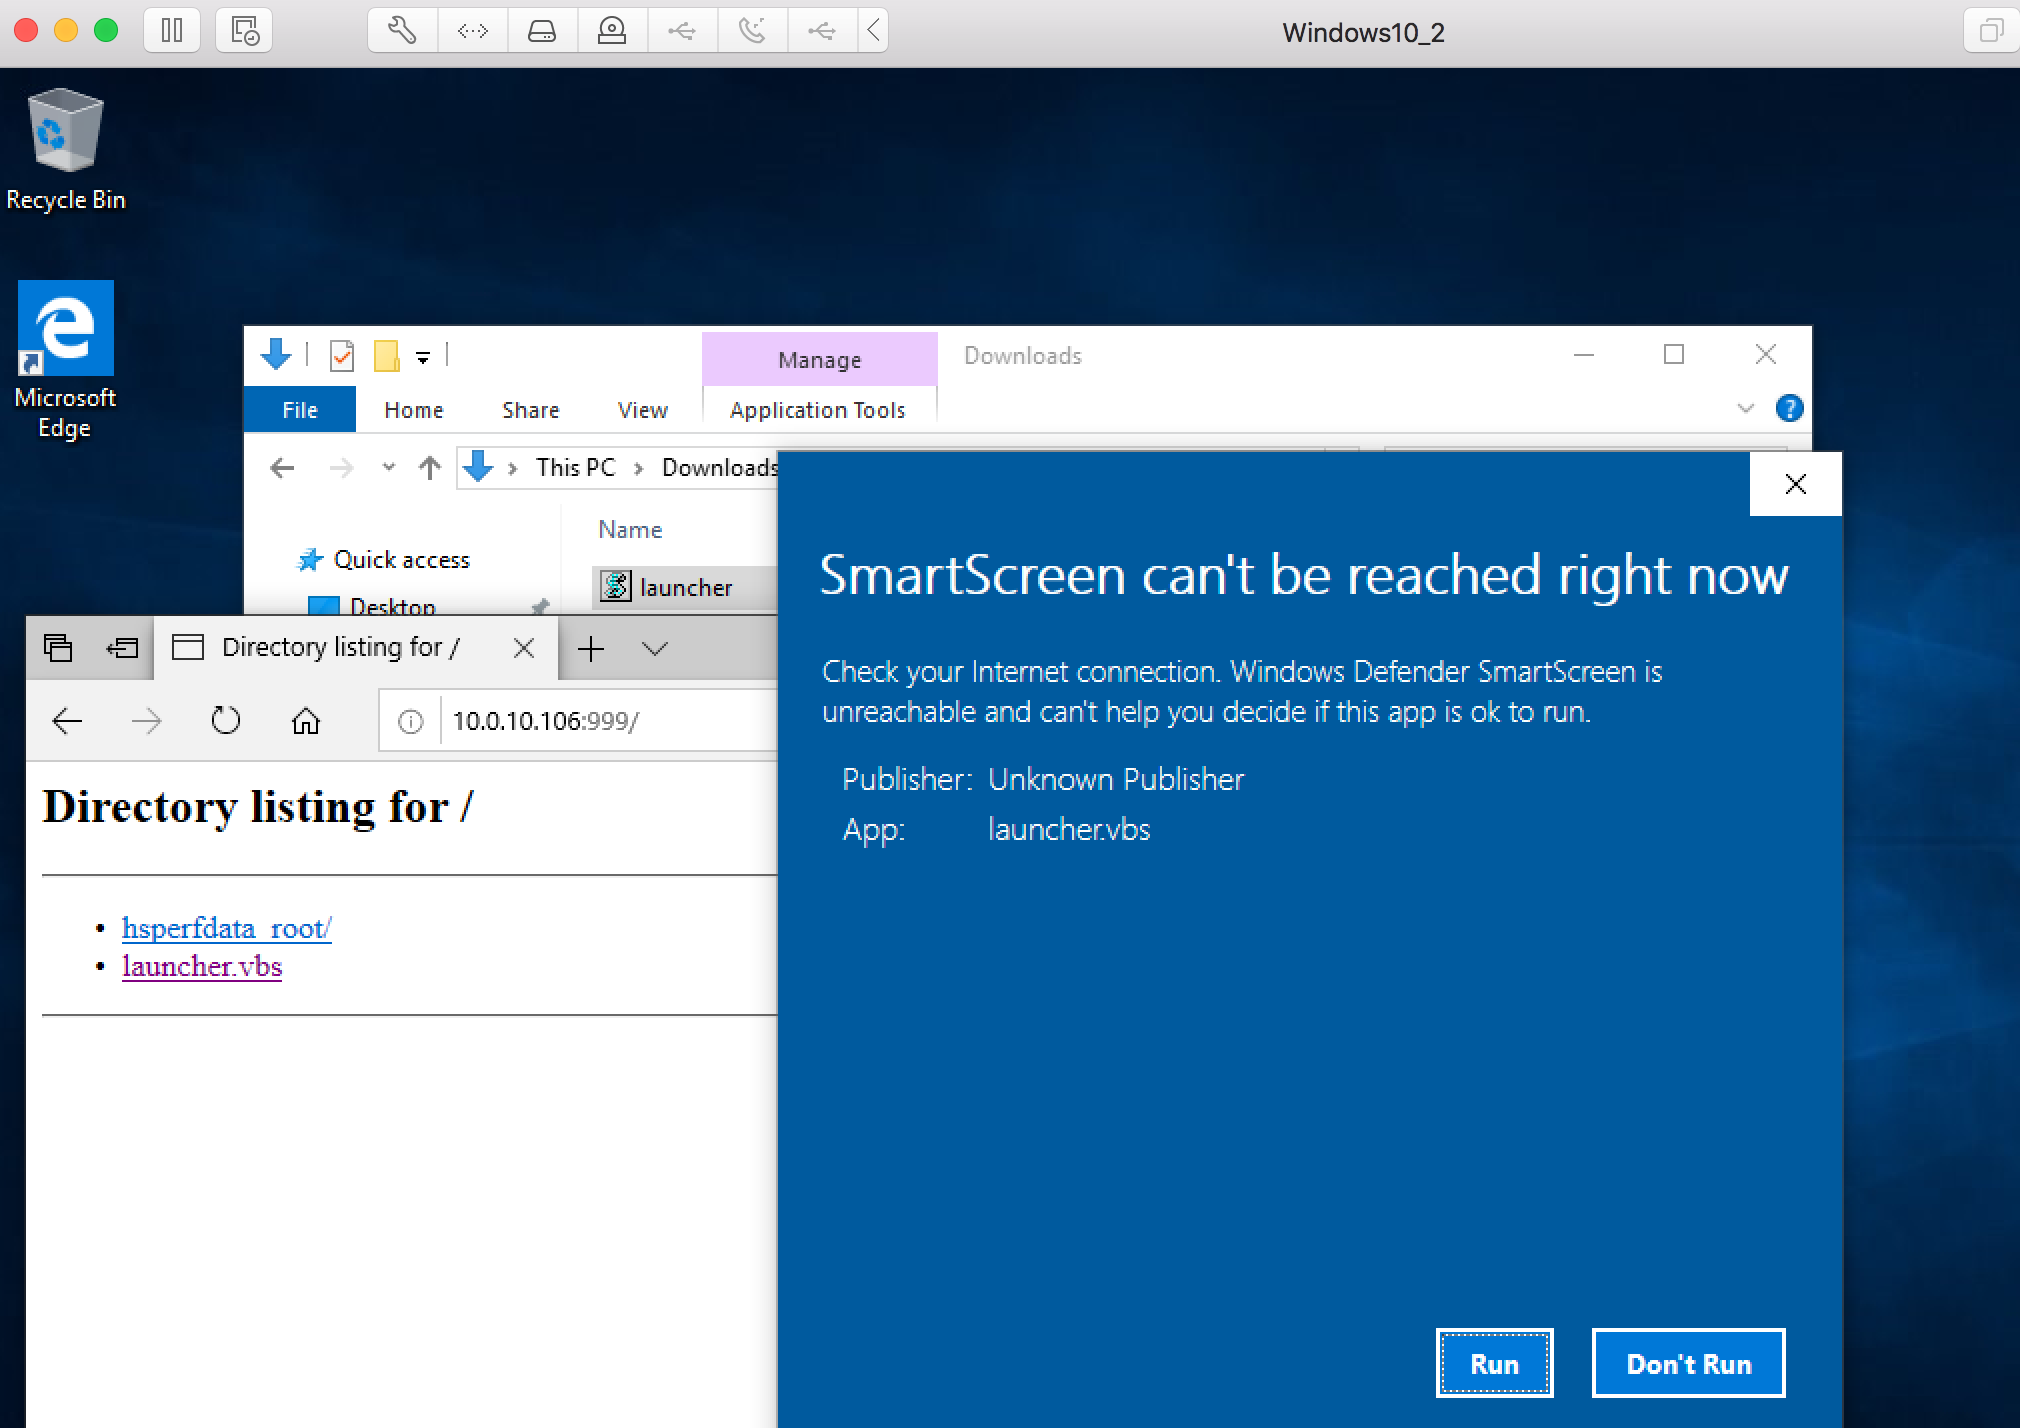 Windows10_2
Recycle Bin
Microsoft
Edge
Manage
Downloads
File
Home
Share
View
Application Tools
This PC
Downloads
Name
Quick access
launcher
Desktop
Directory listing for /
10.0.10.106:999/
Directory listing for /
hsperfdata_root/
launcher.vbs
SmartScreen can't be reached right now
Check your Internet connection. Windows Defender SmartScreen is
unreachable and can't help you decide if this app is ok to run.
Publisher: Unknown Publisher
App: launcher.vbs
Run
Don't Run